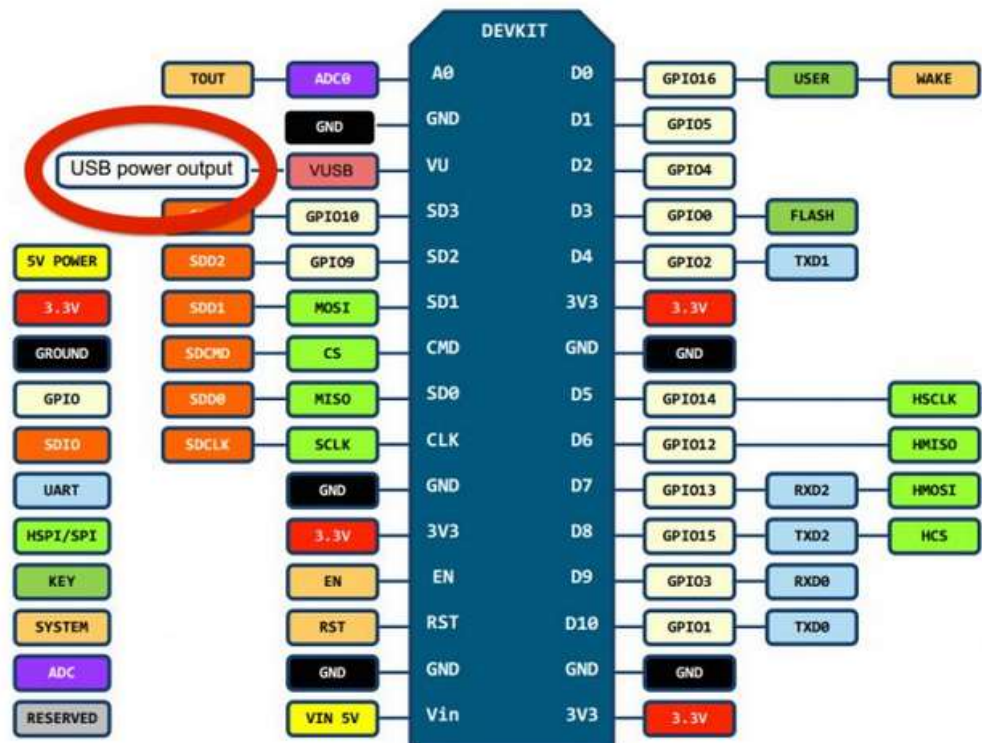 DEVKIT
TOUT ADC0 A0 D0 GPIO16 USER WAKE
GND GND D1 GPIO5
USB power output VUSB VU D2 GPIO4
GPIO10 SD3 D3 GPIO0 FLASH
5V POWER SDD2 GPIO9 SD2 D4 GPIO2 TXD1
3.3V SDD1 MOSI SD1 3V3 3.3V
GROUND SDCMD CS CMD GND GND
GPIO SDD0 MISO SD0 D5 GPIO14 HSCLK
SDIO SDCLK SCLK CLK D6 GPIO12 HMISO
UART GND GND D7 GPIO13 RXD2 HMOSI
HSPI/SPI 3.3V 3V3 D8 GPIO15 TXD2 HCS
KEY EN EN D9 GPIO3 RXD0
SYSTEM RST RST D10 GPIO1 TXD0
ADC GND GND GND GND
RESERVED VIN 5V Vin 3V3 3.3V